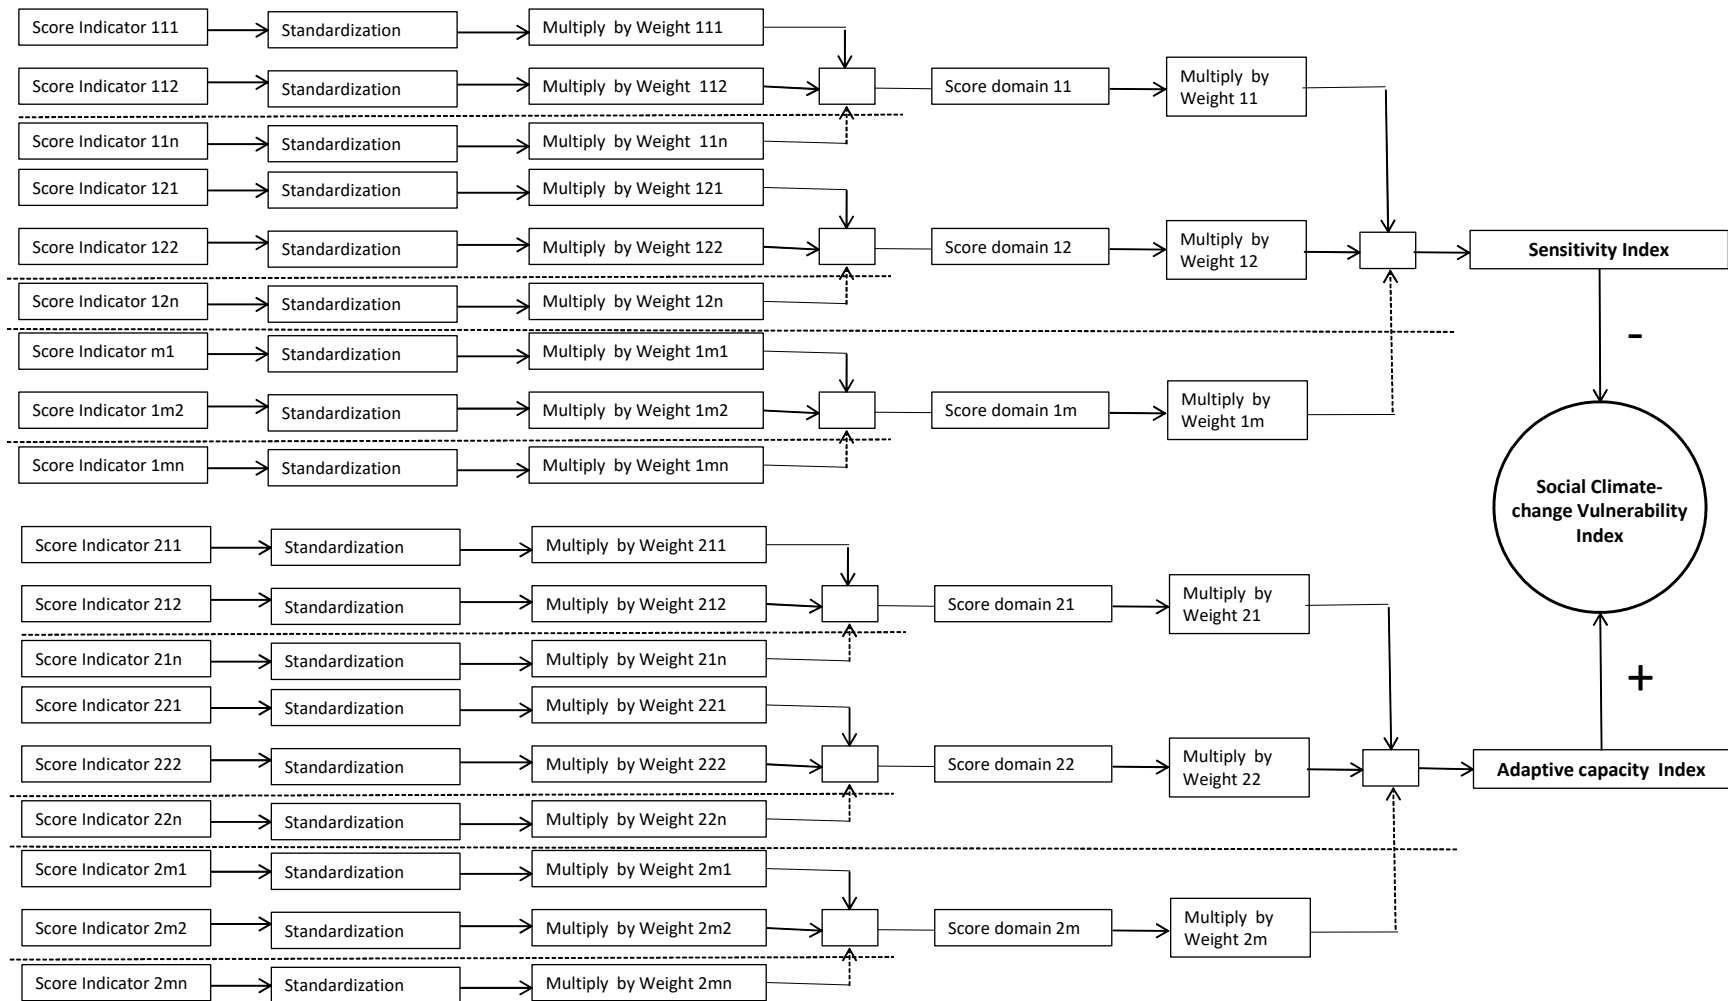 Score Indicator 111
Standardization
Multiply by Weight 111
Score Indicator 112
Standardization
Multiply by Weight 112
Score domain 11
Multiply by
Weight 11
Score Indicator 11n
Standardization
Multiply by Weight 11n
Score Indicator 121
Standardization
Multiply by Weight 121
Score Indicator 122
Standardization
Multiply by Weight 122
Score domain 12
Multiply by
Weight 12
Sensitivity Index
Score Indicator 12n
Standardization
Multiply by Weight 12n
-
Score Indicator m1
Standardization
Multiply by Weight 1m1
Score Indicator 1m2
Standardization
Multiply by Weight 1m2
Score domain 1m
Multiply by
Weight 1m
Score Indicator 1mn
Standardization
Multiply by Weight 1mn
Social Climate-
change Vulnerability
Index
Score Indicator 211
Standardization
Multiply by Weight 211
Score Indicator 212
Standardization
Multiply by Weight 212
Score domain 21
Multiply by
Weight 21
Score Indicator 21n
Standardization
Multiply by Weight 21n
+
Score Indicator 221
Standardization
Multiply by Weight 221
Score Indicator 222
Standardization
Multiply by Weight 222
Score domain 22
Multiply by
Weight 22
Adaptive capacity Index
Score Indicator 22n
Standardization
Multiply by Weight 22n
Score Indicator 2m1
Standardization
Multiply by Weight 2m1
Score Indicator 2m2
Standardization
Multiply by Weight 2m2
Score domain 2m
Multiply by
Weight 2m
Score Indicator 2mn
Standardization
Multiply by Weight 2mn